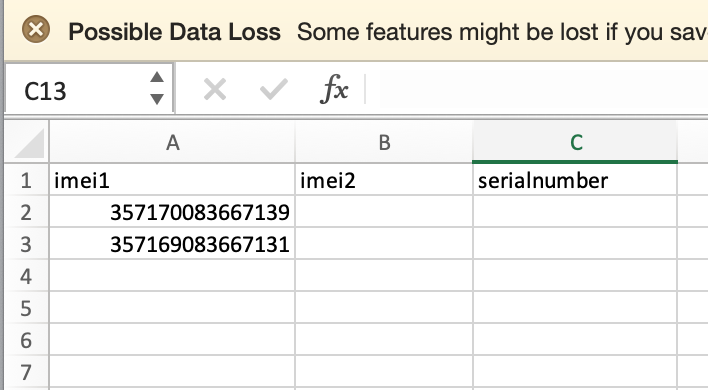 Possible Data Loss Some features might be lost if you sav
C13 fx
A B C
1 imei1 imei2 serialnumber
2 357170083667139
3 357169083667131
4
5
6
7